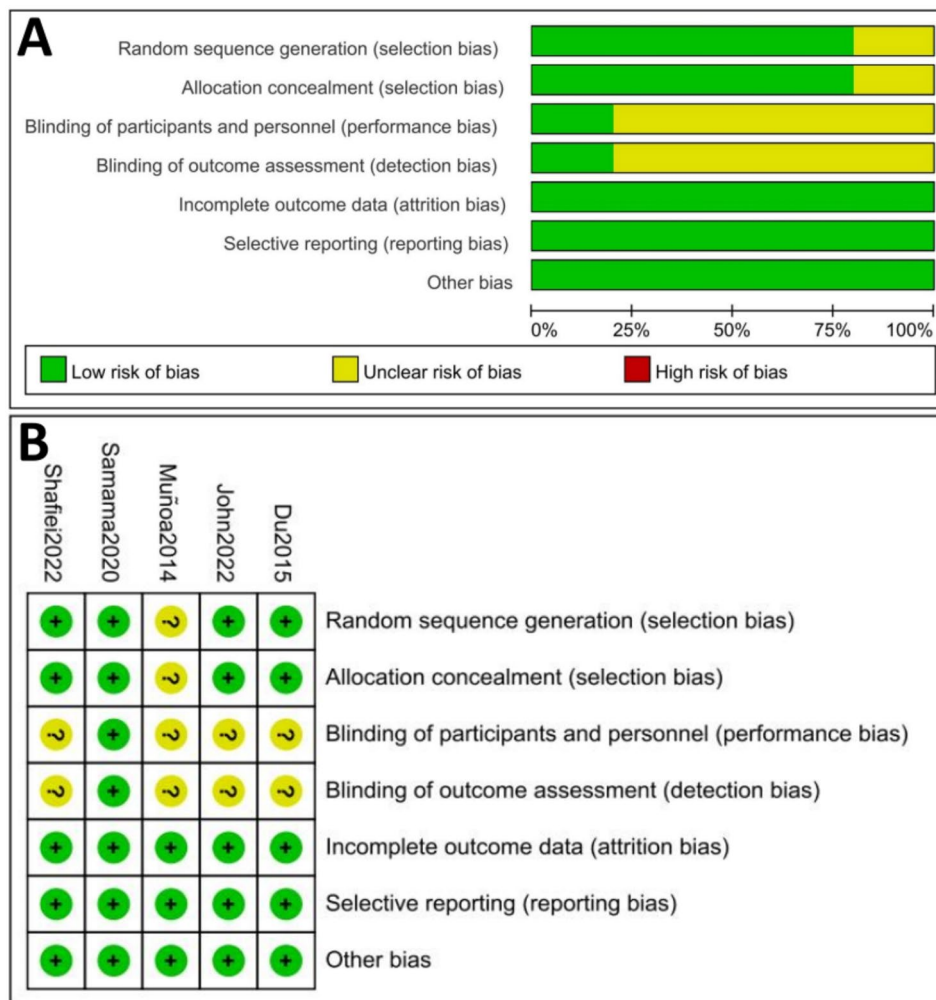 A
Random sequence generation (selection bias)
Allocation concealment (selection bias)
Blinding of participants and personnel (performance bias)
Blinding of outcome assessment (detection bias)
Incomplete outcome data (attrition bias)
Selective reporting (reporting bias)
Other bias
0% 25% 50% 75% 100%
Low risk of bias Unclear risk of bias High risk of bias
B
Shafiei2022
Samama2020
Muñoa2014
John2022
Du2015
+ + ? + + Random sequence generation (selection bias)
+ + ? + + Allocation concealment (selection bias)
? + ? ? ? Blinding of participants and personnel (performance bias)
? + ? ? ? Blinding of outcome assessment (detection bias)
+ + + + + Incomplete outcome data (attrition bias)
+ + + + + Selective reporting (reporting bias)
+ + + + + Other bias